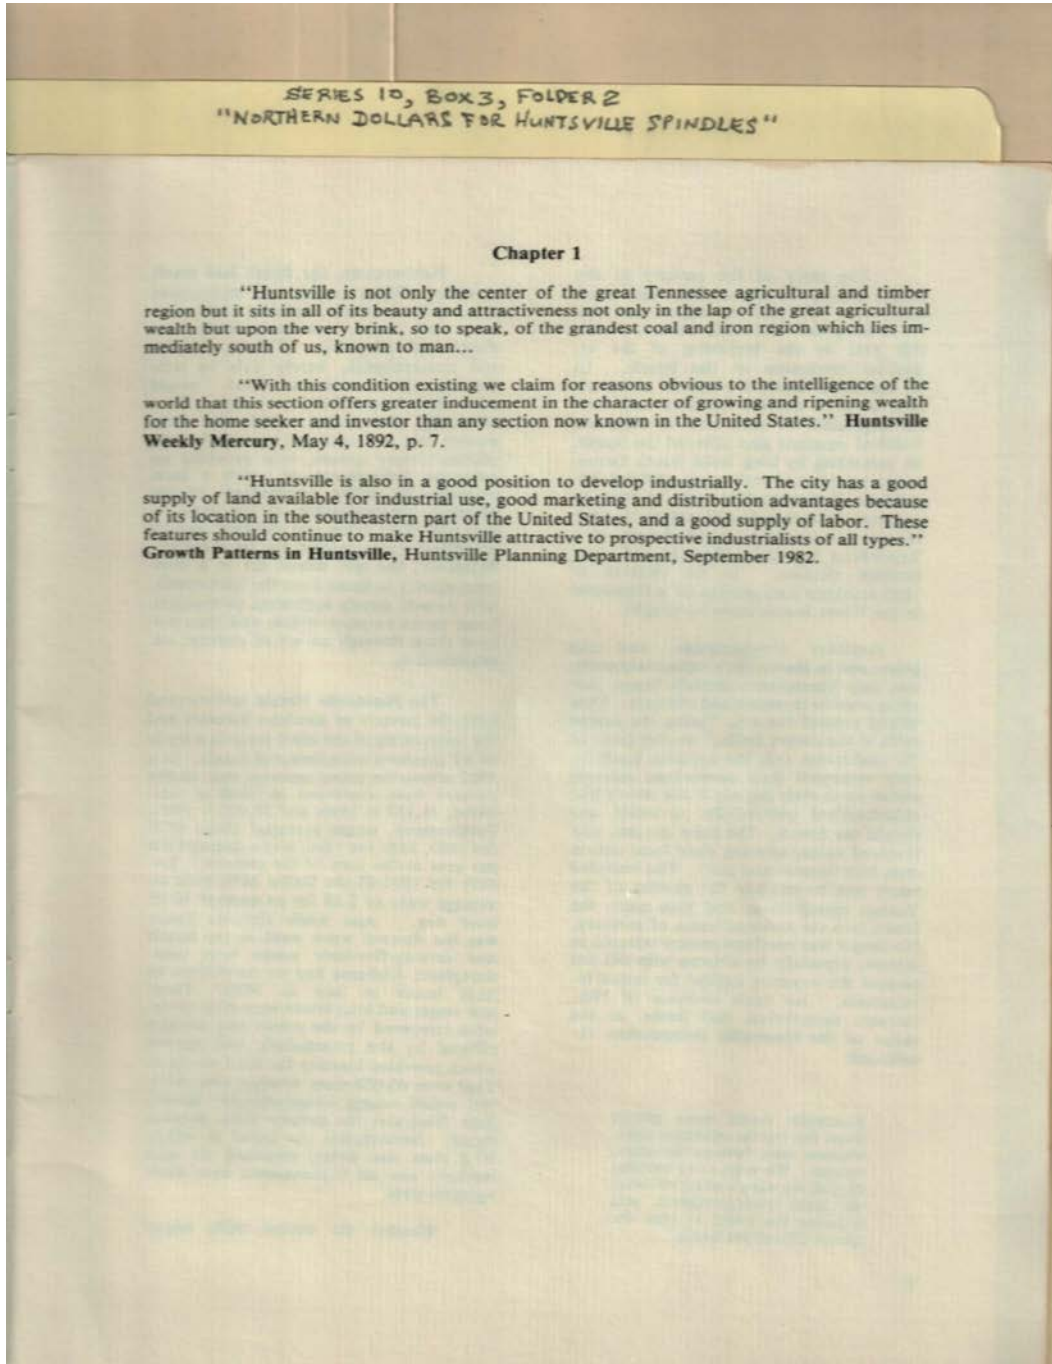 SERIES 10, BOX 3, FOLDER 2
"NORTHERN DOLLARS FOR HUNTSVILLE SPINDLES"
Chapter 1
“Huntsville is not only the center of the great Tennessee agricultural and timber
region but it sits in all of its beauty and attractiveness not only in the lap of the great agricultural
wealth but upon the very brink, so to speak, of the grandest coal and iron region which lies im-
mediately south of us, known to man...
“With this condition existing we claim for reasons obvious to the intelligence of the
world that this section offers greater inducement in the character of growing and ripening wealth
for the home seeker and investor than any section now known in the United States.” Huntsville
Weekly Mercury, May 4, 1892, p. 7.
“Huntsville is also in a good position to develop industrially. The city has a good
supply of land available for industrial use, good marketing and distribution advantages because
of its location in the southeastern part of the United States, and a good supply of labor. These
features should continue to make Huntsville attractive to prospective industrialists of all types.”
Growth Patterns in Huntsville, Huntsville Planning Department, September 1982.